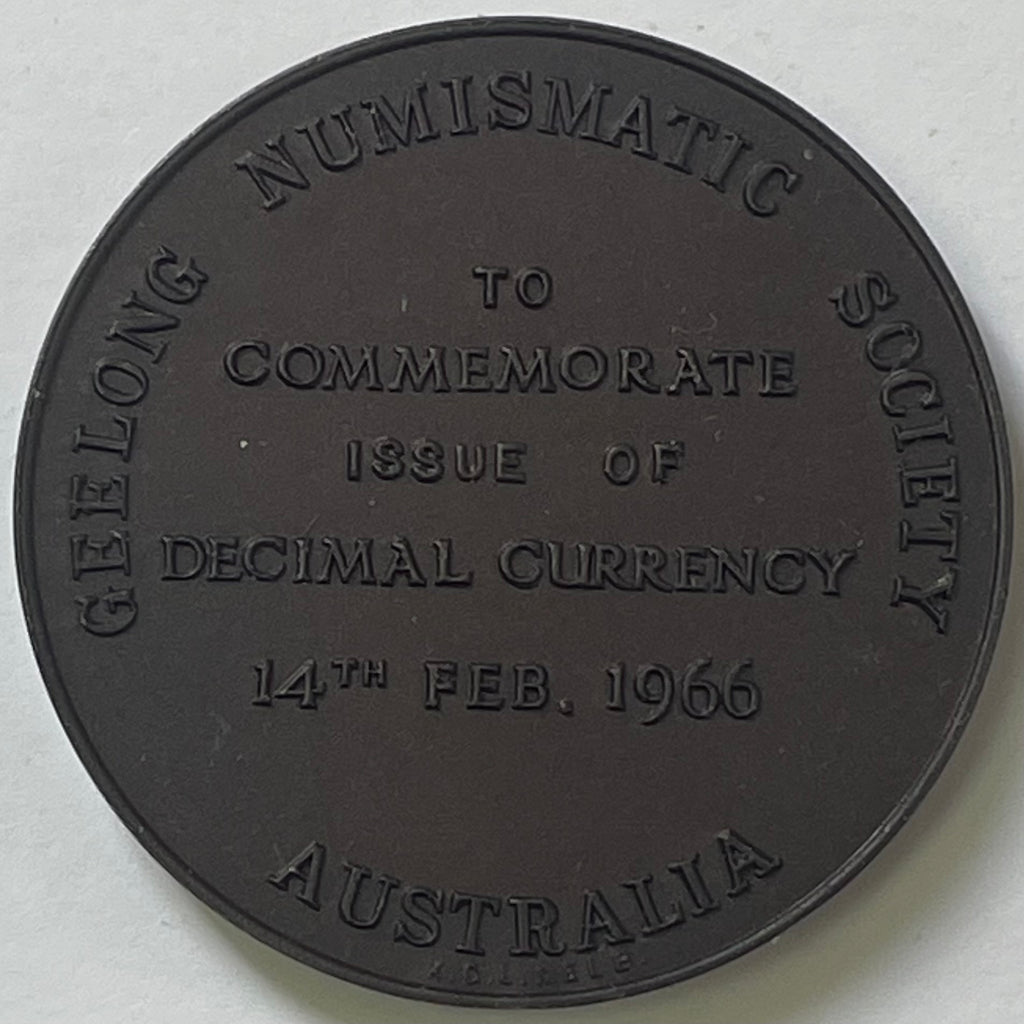 GEELONG NUMISMATIC SOCIETY
TO
COMMEMORATE
ISSUE OF
DECIMAL CURRENCY
14TH FEB. 1966
AUSTRALIA